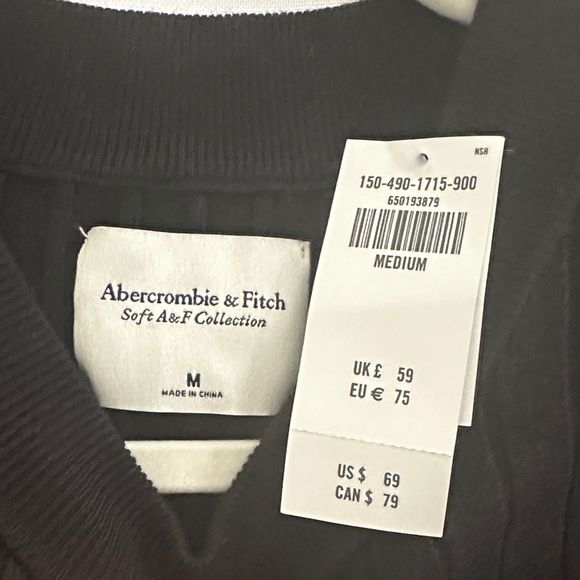 Abercrombie & Fitch
Soft A&F Collection
M
MADE IN CHINA
NSH
150-490-1715-900
650193879
MEDIUM
UK £ 59
EU € 75
US $ 69
CAN $ 79